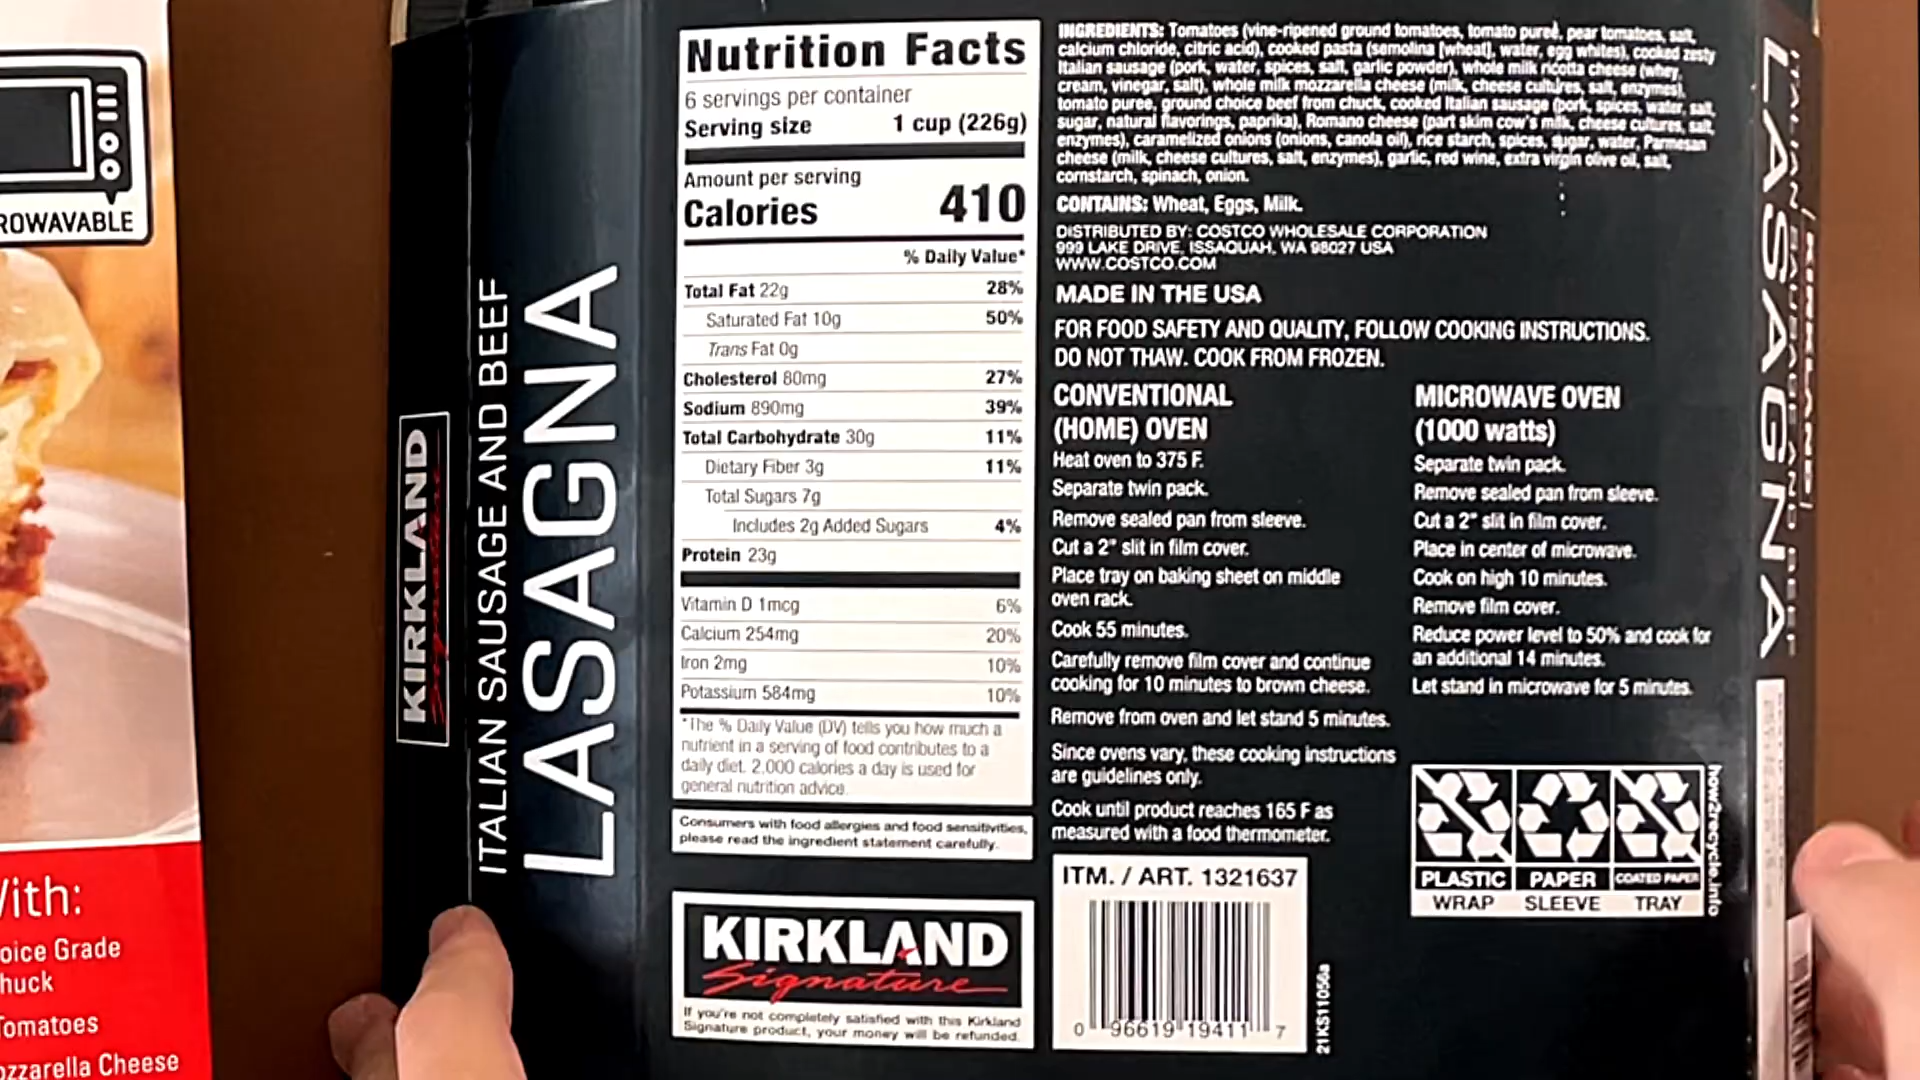 ROWAVABLE
With:
oice Grade
huck
Tomatoes
ozzarella Cheese
KIRKLAND
Signature
ITALIAN SAUSAGE AND BEEF
LASAGNA
Nutrition Facts
6 servings per container
Serving size 1 cup (226g)
Amount per serving
Calories 410
% Daily Value*
Total Fat 22g 28%
Saturated Fat 10g 50%
Trans Fat 0g
Cholesterol 80mg 27%
Sodium 890mg 39%
Total Carbohydrate 30g 11%
Dietary Fiber 3g 11%
Total Sugars 7g
Includes 2g Added Sugars 4%
Protein 23g
Vitamin D 1mcg 6%
Calcium 254mg 20%
Iron 2mg 10%
Potassium 584mg 10%
*The % Daily Value (DV) tells you how much a
nutrient in a serving of food contributes to a
daily diet. 2,000 calories a day is used for
general nutrition advice.
Consumers with food allergies and food sensitivities,
please read the ingredient statement carefully.
KIRKLAND
Signature
If you're not completely satisfied with this Kirkland
Signature product, your money will be refunded.
INGREDIENTS: Tomatoes (vine-ripened ground tomatoes, tomato pureé, pear tomatoes, salt,
calcium chloride, citric acid), cooked pasta (semolina [wheat], water, egg whites), cooked zesty
Italian sausage (pork, water, spices, salt, garlic powder), whole milk ricotta cheese (whey,
cream, vinegar, salt), whole milk mozzarella cheese (milk, cheese cultures, salt, enzymes),
tomato puree, ground choice beef from chuck, cooked Italian sausage (pork, spices, water, salt,
sugar, natural flavorings, paprika), Romano cheese (part skim cow's milk, cheese cultures, salt,
enzymes), caramelized onions (onions, canola oil), rice starch, spices, sugar, water, Parmesan
cheese (milk, cheese cultures, salt, enzymes), garlic, red wine, extra virgin olive oil, salt,
cornstarch, spinach, onion.
CONTAINS: Wheat, Eggs, Milk.
DISTRIBUTED BY: COSTCO WHOLESALE CORPORATION
999 LAKE DRIVE, ISSAQUAH, WA 98027 USA
WWW.COSTCO.COM
MADE IN THE USA
FOR FOOD SAFETY AND QUALITY, FOLLOW COOKING INSTRUCTIONS.
DO NOT THAW. COOK FROM FROZEN.
CONVENTIONAL
(HOME) OVEN
Heat oven to 375 F.
Separate twin pack.
Remove sealed pan from sleeve.
Cut a 2" slit in film cover.
Place tray on baking sheet on middle
oven rack.
Cook 55 minutes.
Carefully remove film cover and continue
cooking for 10 minutes to brown cheese.
Remove from oven and let stand 5 minutes.
Since ovens vary, these cooking instructions
are guidelines only.
Cook until product reaches 165 F as
measured with a food thermometer.
MICROWAVE OVEN
(1000 watts)
Separate twin pack.
Remove sealed pan from sleeve.
Cut a 2" slit in film cover.
Place in center of microwave.
Cook on high 10 minutes.
Remove film cover.
Reduce power level to 50% and cook for
an additional 14 minutes.
Let stand in microwave for 5 minutes.
PLASTIC PAPER COATED PAPER
WRAP SLEEVE TRAY
how2recycle.info
ITM. / ART. 1321637
0 96619 19411 7
21KS11056a
KIRKLAND
ITALIAN SAUSAGE AND BEEF
LASAGNA